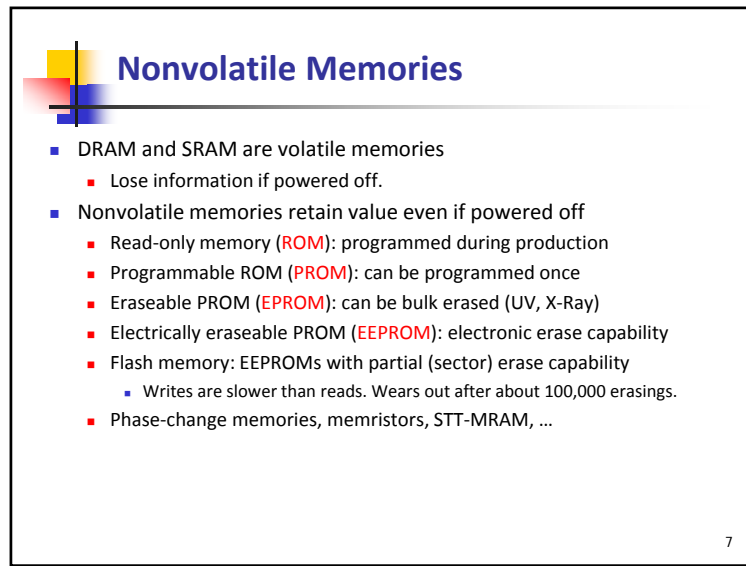 Nonvolatile Memories
DRAM and SRAM are volatile memories
Lose information if powered off.
Nonvolatile memories retain value even if powered off
Read-only memory (ROM): programmed during production
Programmable ROM (PROM): can be programmed once
Eraseable PROM (EPROM): can be bulk erased (UV, X-Ray)
Electrically eraseable PROM (EEPROM): electronic erase capability
Flash memory: EEPROMs with partial (sector) erase capability
Writes are slower than reads. Wears out after about 100,000 erasings.
Phase-change memories, memristors, STT-MRAM, …
7